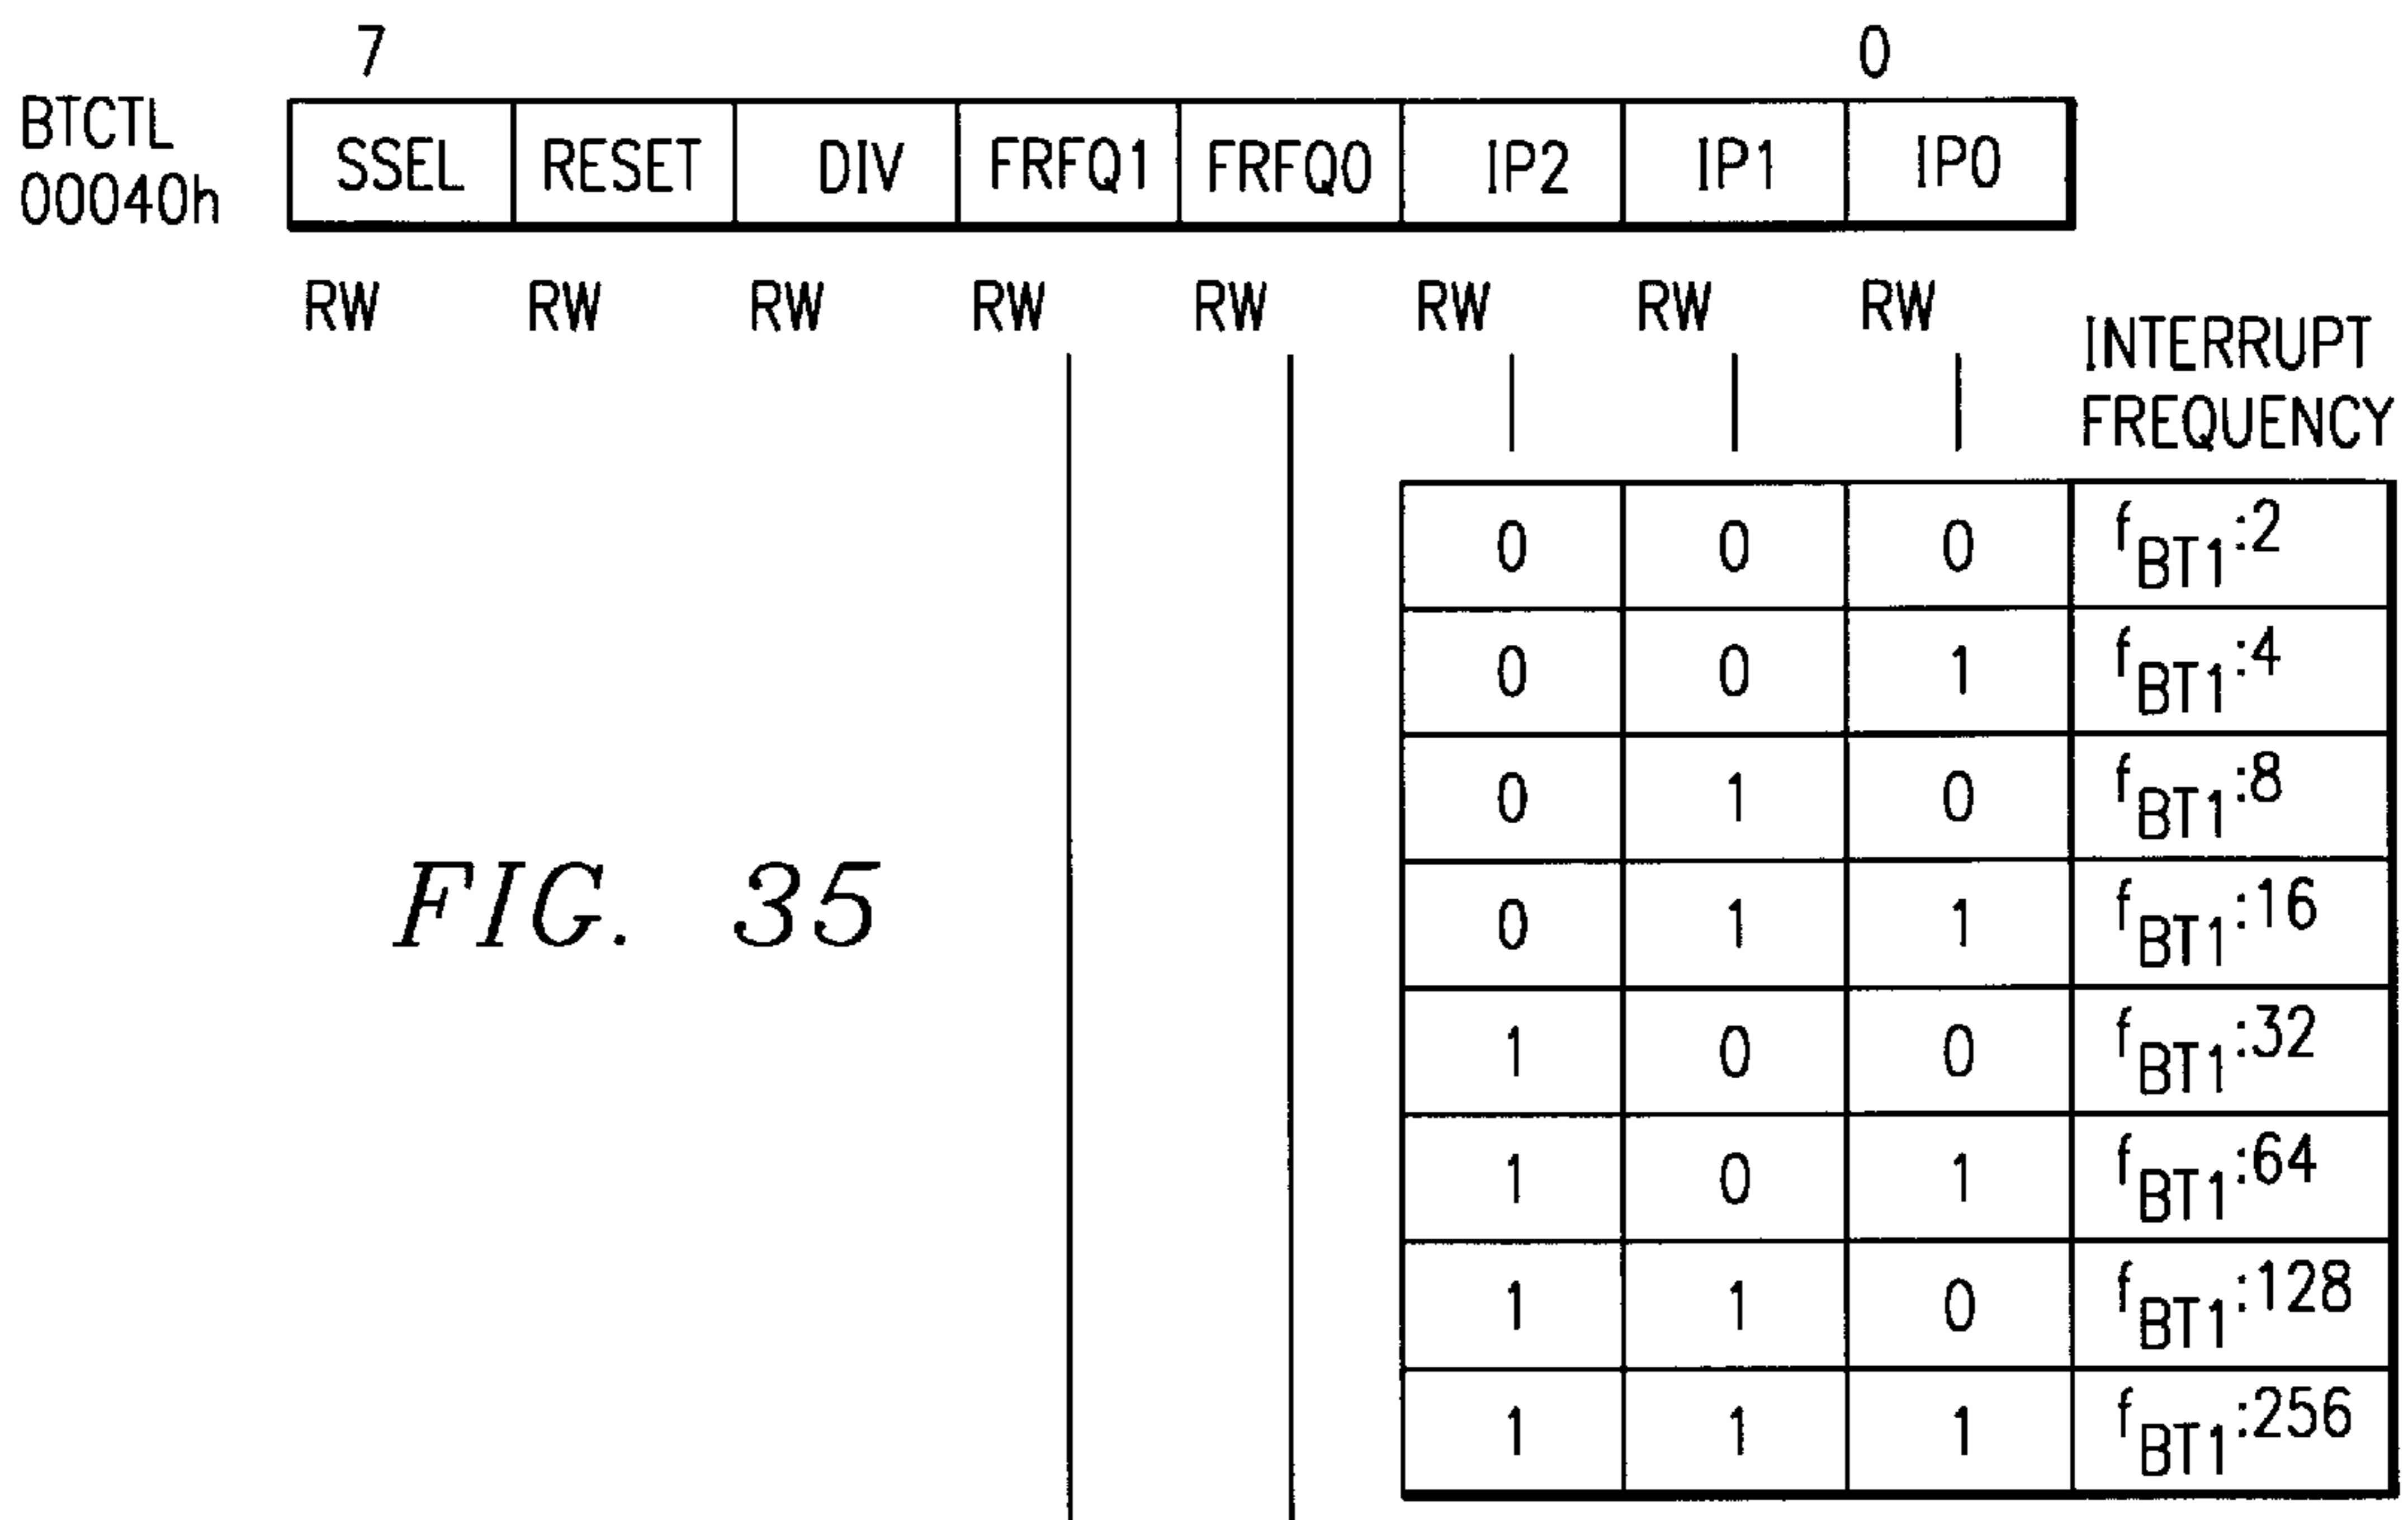 7 0
BTCTL
00040h
SSEL RESET DIV FRFQ1 FRFQ0 IP2 IP1 IP0
RW RW RW RW RW RW RW RW
INTERRUPT
FREQUENCY
0 0 0 fBT1:2
0 0 1 fBT1:4
0 1 0 fBT1:8
0 1 1 fBT1:16
1 0 0 fBT1:32
1 0 1 fBT1:64
1 1 0 fBT1:128
1 1 1 fBT1:256
FIG. 35